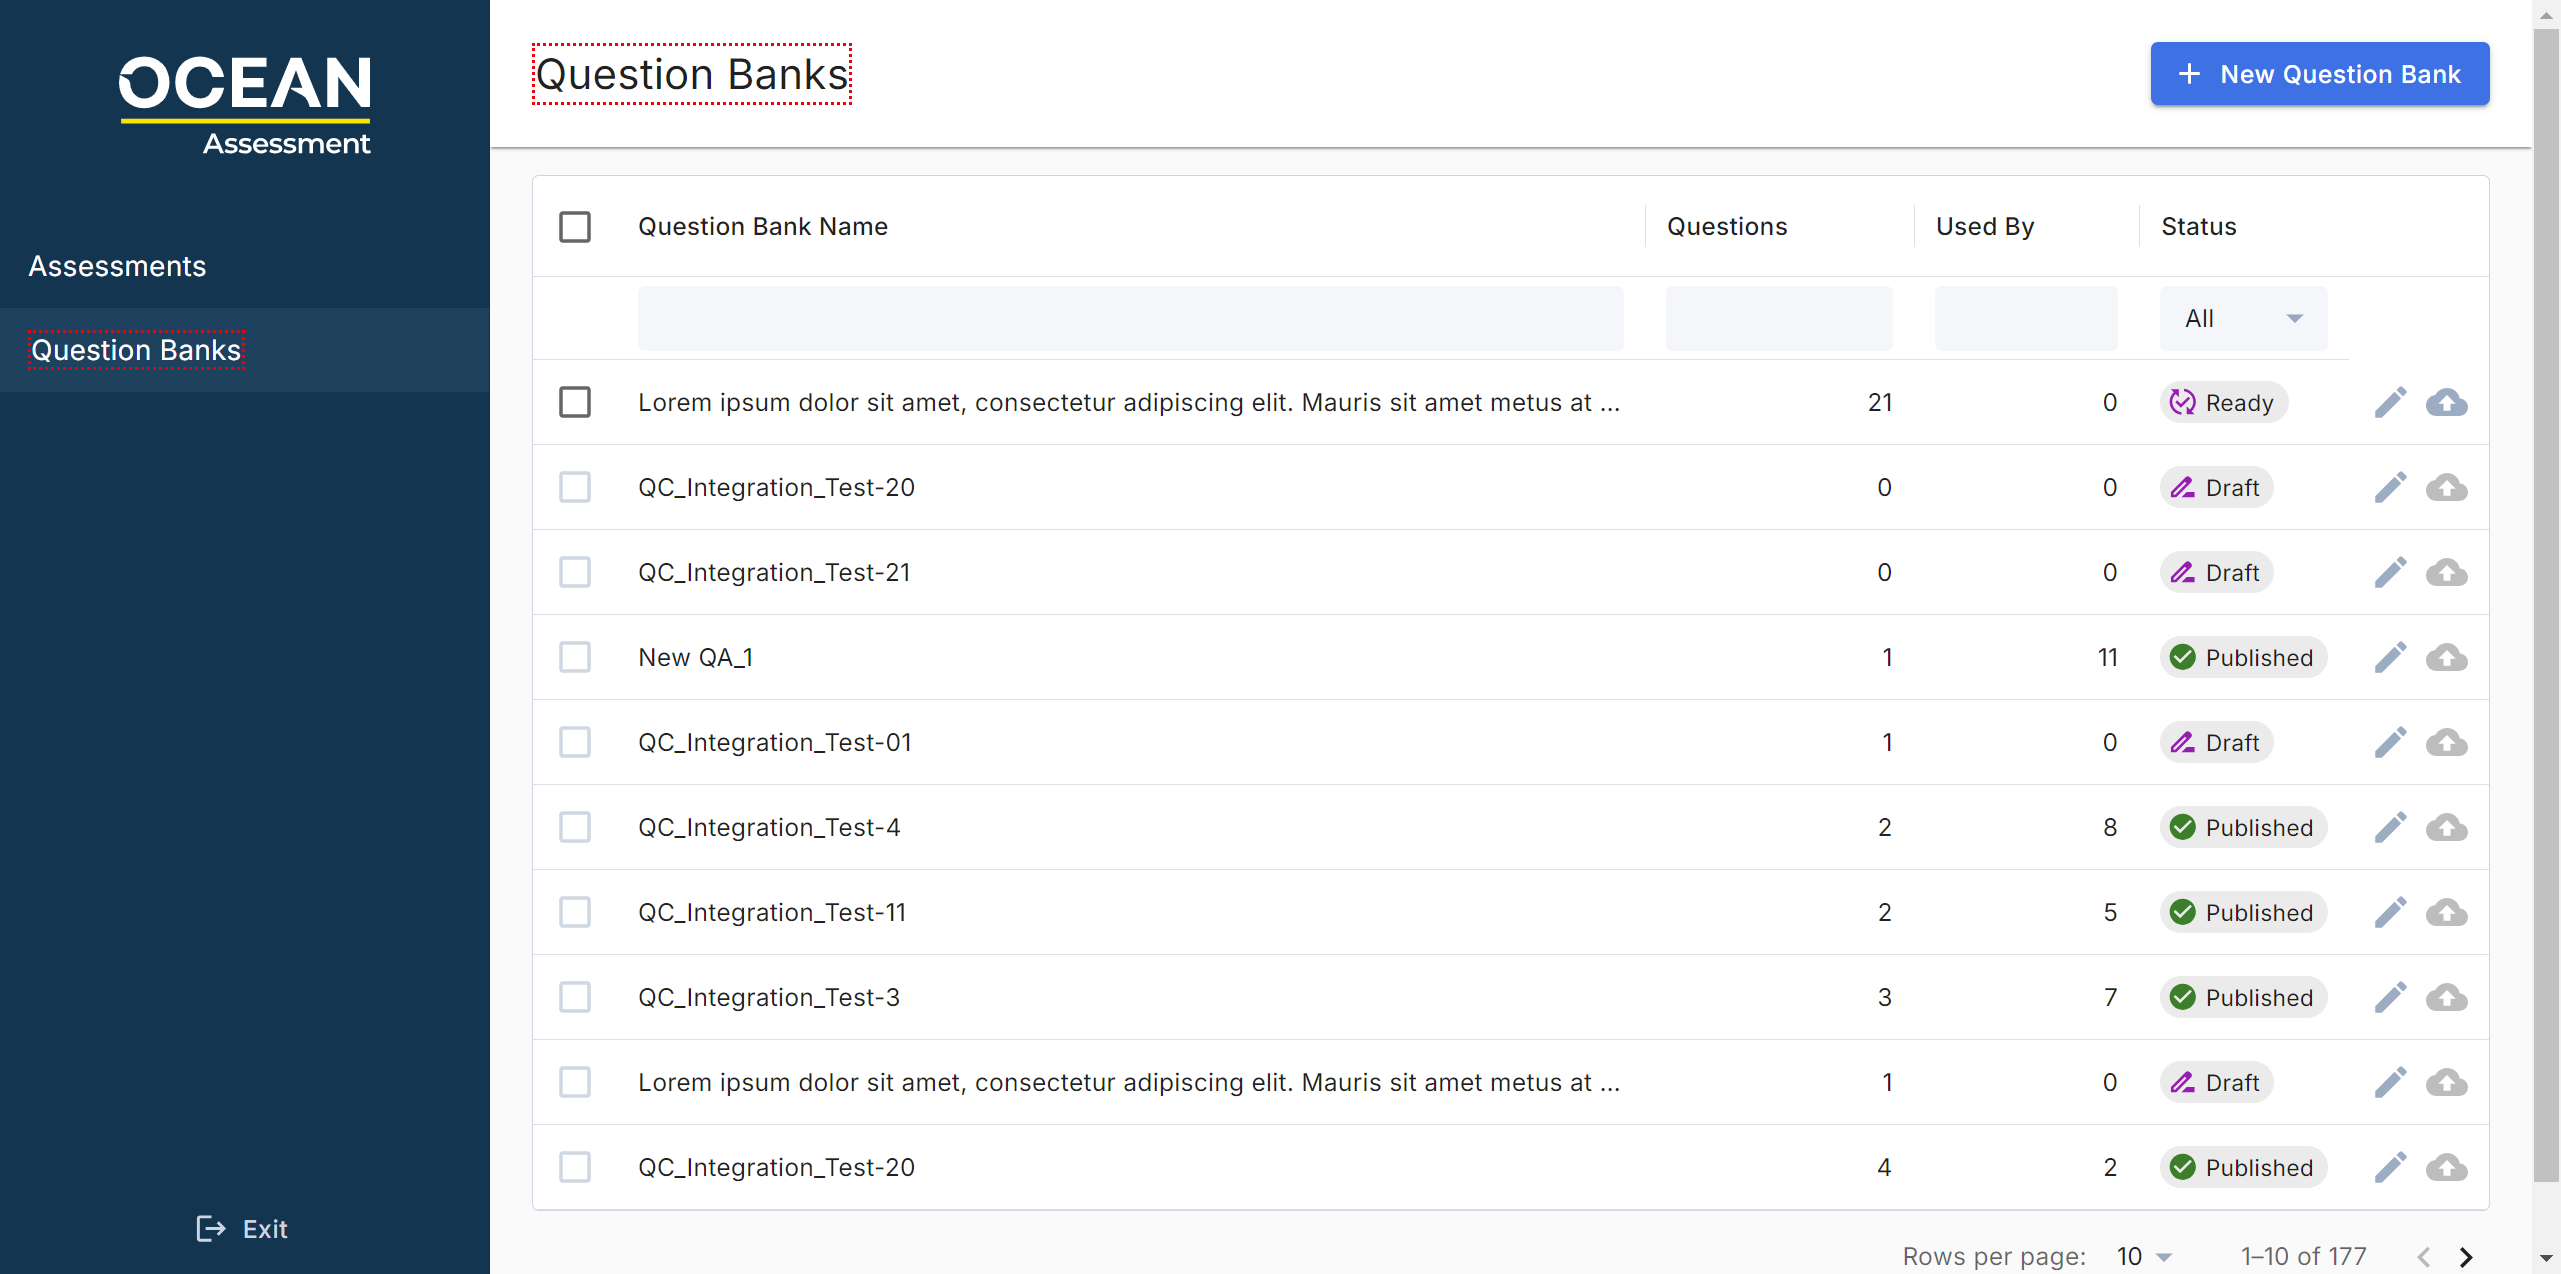 OCEAN
Assessment
Assessments
Question Banks
Exit
Question Banks
New Question Bank
Question Bank Name Questions Used By Status
All
Lorem ipsum dolor sit amet, consectetur adipiscing elit. Mauris sit amet metus at ... 21 0 Ready
QC_Integration_Test-20 0 0 Draft
QC_Integration_Test-21 0 0 Draft
New QA_1 1 11 Published
QC_Integration_Test-01 1 0 Draft
QC_Integration_Test-4 2 8 Published
QC_Integration_Test-11 2 5 Published
QC_Integration_Test-3 3 7 Published
Lorem ipsum dolor sit amet, consectetur adipiscing elit. Mauris sit amet metus at ... 1 0 Draft
QC_Integration_Test-20 4 2 Published
Rows per page: 10 1–10 of 177